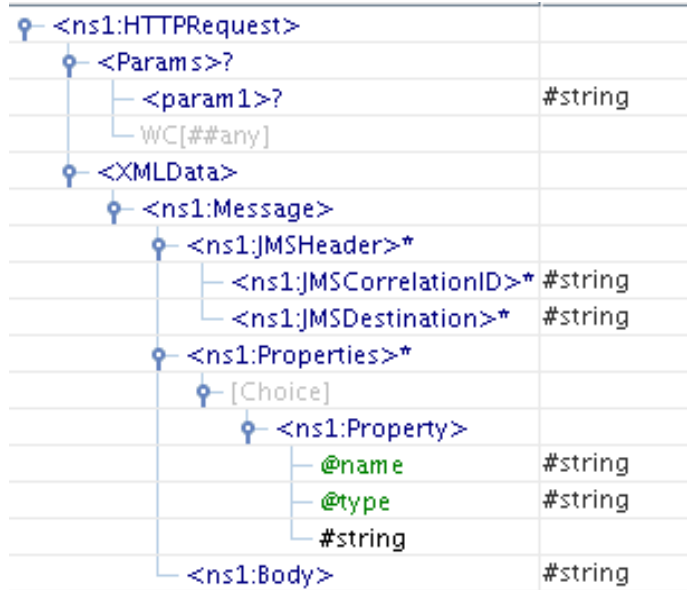 <ns1:HTTPRequest>
<Params>?
<param1>? #string
WC[##any]
<XMLData>
<ns1:Message>
<ns1:JMSHeader>*
<ns1:JMSCorrelationID>* #string
<ns1:JMSDestination>* #string
<ns1:Properties>*
[Choice]
<ns1:Property>
@name #string
@type #string
#string
<ns1:Body> #string